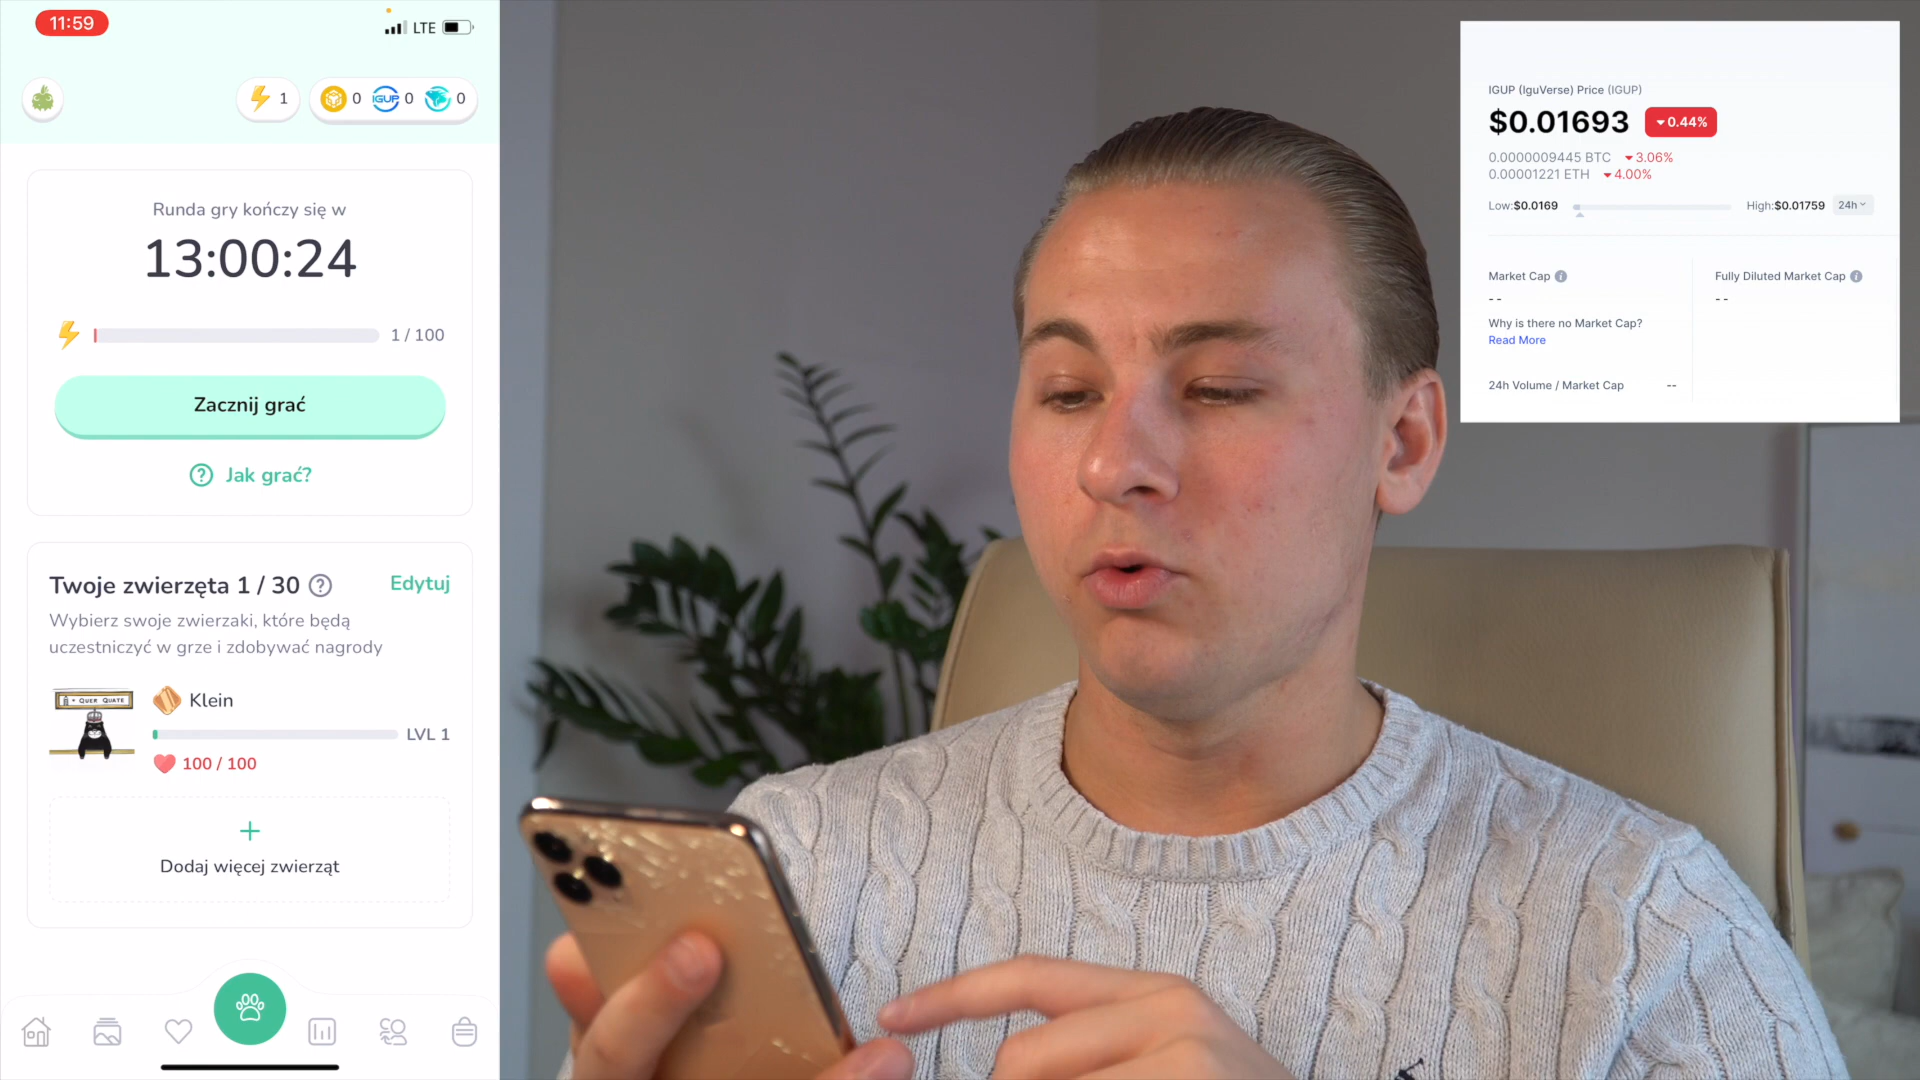 11:59
LTE
1
0
IGUP
0
0
Runda gry kończy się w
13:00:24
1 / 100
Zacznij grać
Jak grać?
Twoje zwierzęta 1 / 30
Edytuj
Wybierz swoje zwierzaki, które będą
uczestniczyć w grze i zdobywać nagrody
QUER QUATE
Klein
LVL 1
100 / 100
Dodaj więcej zwierząt
IGUP (IguVerse) Price (IGUP)
$0.01693
0.44%
0.0000009445 BTC
3.06%
0.00001221 ETH
4.00%
Low:$0.0169
High:$0.01759
24h
Market Cap
--
Why is there no Market Cap?
Read More
24h Volume / Market Cap
--
Fully Diluted Market Cap
--